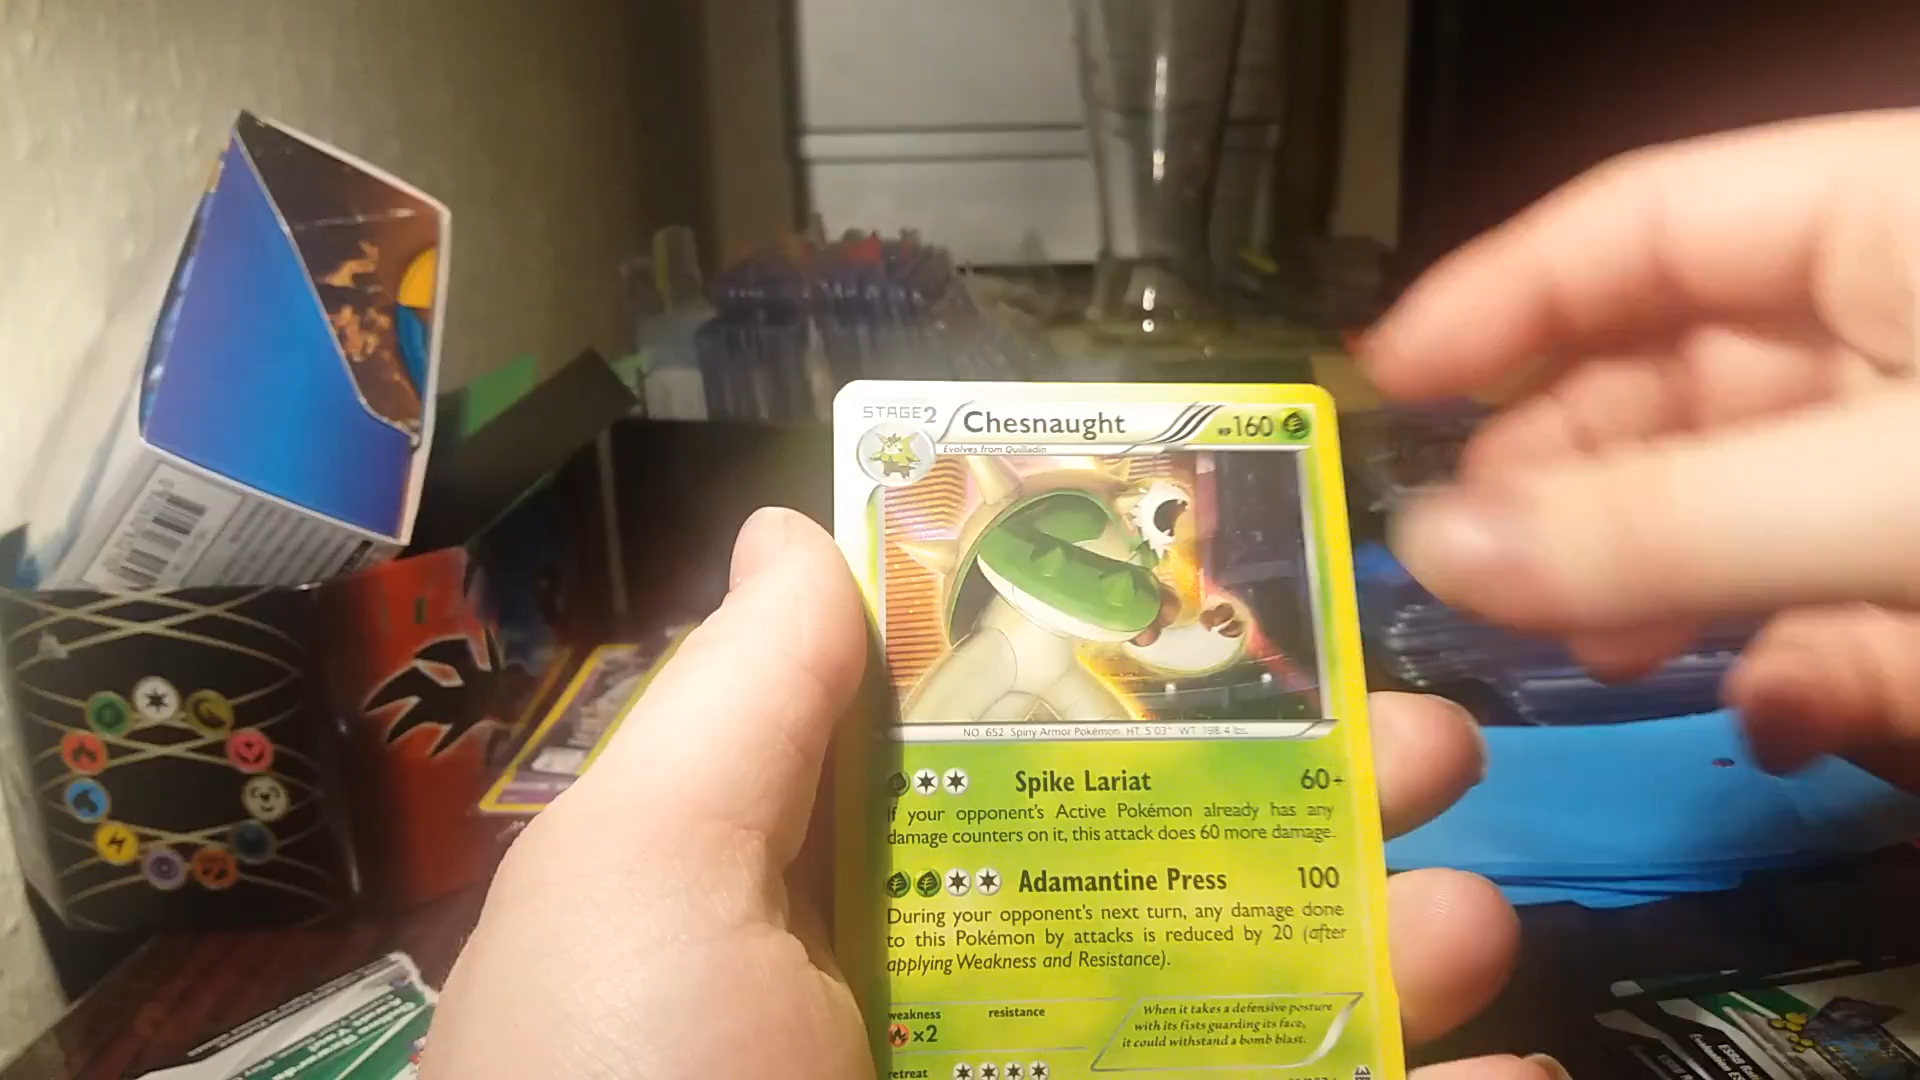 STAGE2 Chesnaught HP160
Evolves from Quilladin
NO. 652 Spiny Armor Pokémon HT. 5'03" WT. 198.4 lbs.
Spike Lariat 60+
If your opponent's Active Pokémon already has any
damage counters on it, this attack does 60 more damage.
Adamantine Press 100
During your opponent's next turn, any damage done
to this Pokémon by attacks is reduced by 20 (after
applying Weakness and Resistance).
weakness resistance
x2
When it takes a defensive posture
with its fists guarding its face,
it could withstand a bomb blast.
retreat